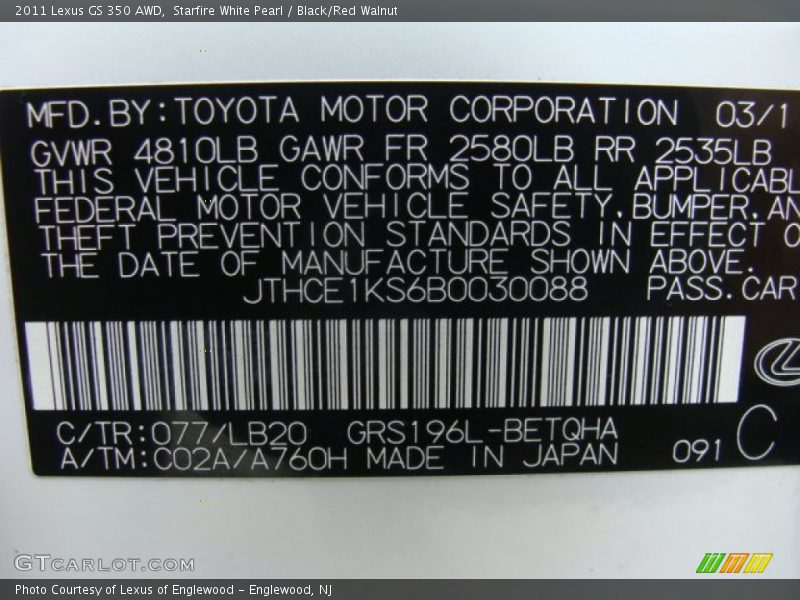 2011 Lexus GS 350 AWD, Starfire White Pearl / Black/Red Walnut
MFD.BY:TOYOTA MOTOR CORPORATION 03/1
GVWR 4810LB GAWR FR 2580LB RR 2535LB
THIS VEHICLE CONFORMS TO ALL APPLICABL
FEDERAL MOTOR VEHICLE SAFETY,BUMPER,AN
THEFT PREVENTION STANDARDS IN EFFECT O
THE DATE OF MANUFACTURE SHOWN ABOVE.
JTHCE1KS6B0030088 PASS.CAR
C/TR:077/LB20 GRS196L-BETQHA
A/TM:C02A/A760H MADE IN JAPAN 091 C
GTCARLOT.COM
Photo Courtesy of Lexus of Englewood – Englewood, NJ